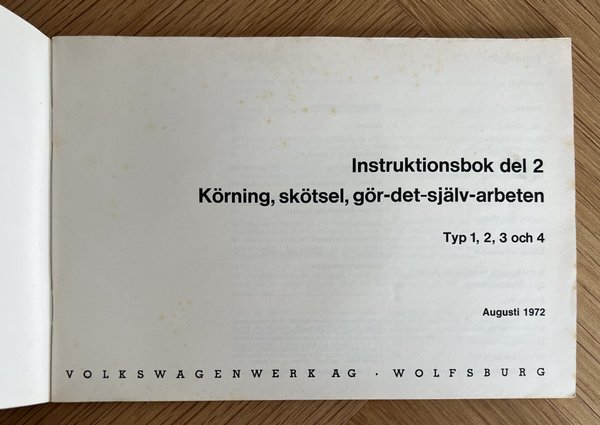 Instruktionsbok del 2
Körning, skötsel, gör-det-själv-arbeten
Typ 1, 2, 3 och 4
Augusti 1972
VOLKSWAGENWERK AG · WOLFSBURG